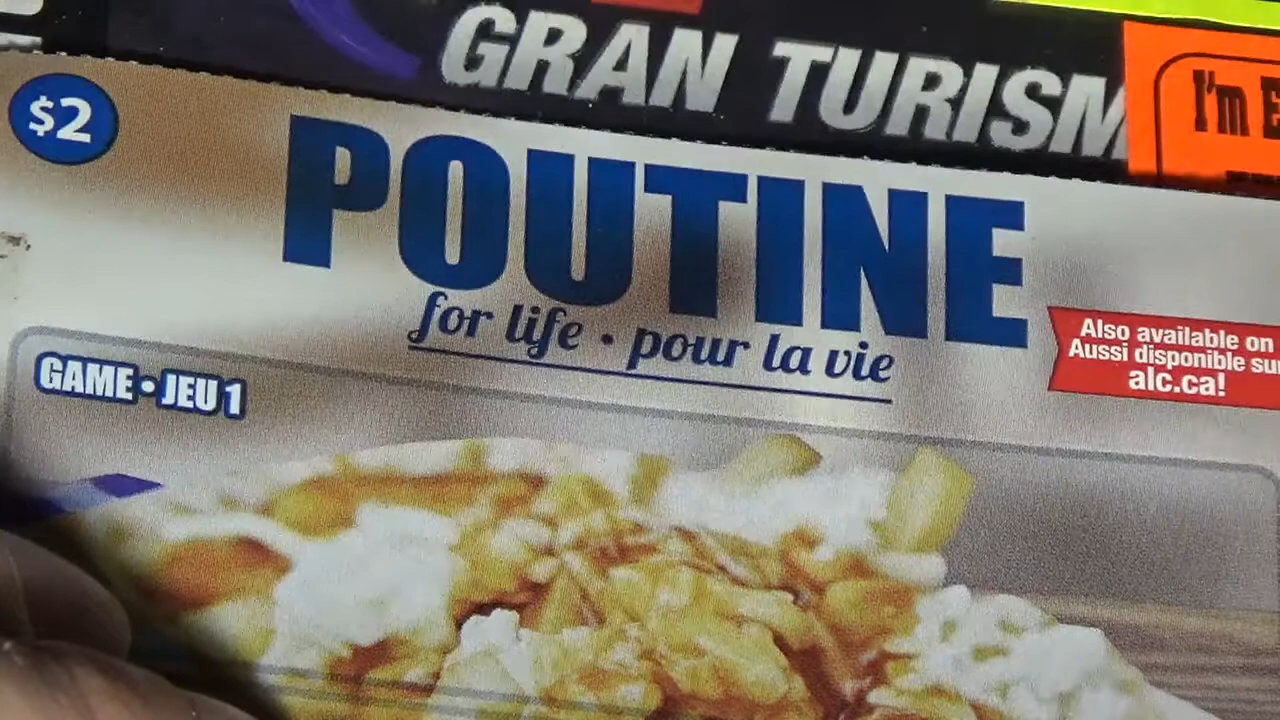 GRAN TURISM
I'm E
$2
POUTINE
for life • pour la vie
Also available on
Aussi disponible su
alc.ca!
GAME • JEU 1